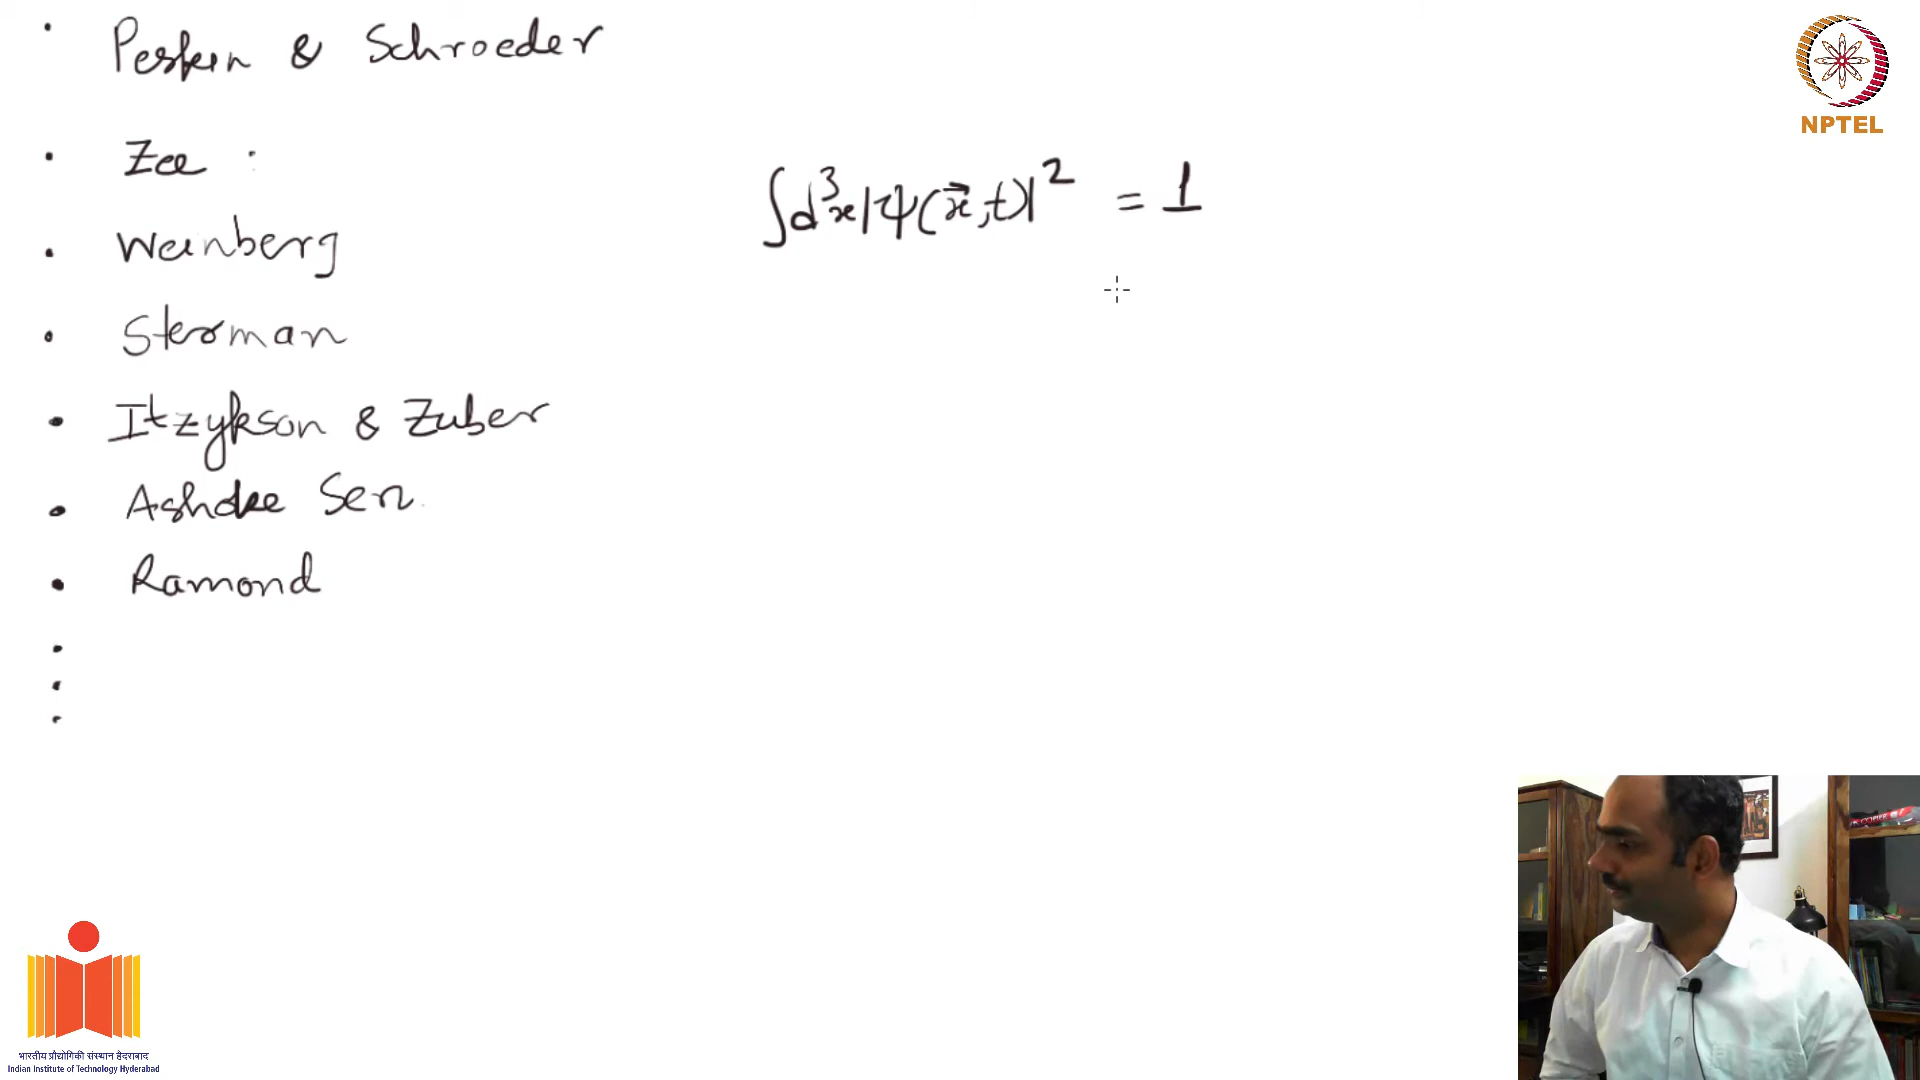 • Peskin & Schroeder
• Zee :
• Weinberg
• Sterman
• Itzykson & Zuber
• Ashoke Sen.
• Ramond
∫d³x|ψ(x⃗,t)|² = 1
NPTEL
भारतीय प्रौद्योगिकी संस्थान हैदराबाद
Indian Institute of Technology Hyderabad